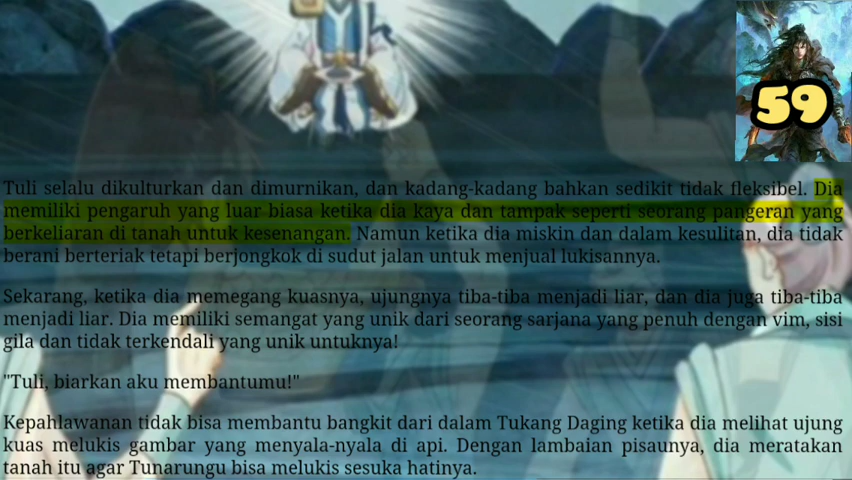 59
Tuli selalu dikulturkan dan dimurnikan, dan kadang-kadang bahkan sedikit tidak fleksibel. Dia
memiliki pengaruh yang luar biasa ketika dia kaya dan tampak seperti seorang pangeran yang
berkeliaran di tanah untuk kesenangan. Namun ketika dia miskin dan dalam kesulitan, dia tidak
berani berteriak tetapi berjongkok di sudut jalan untuk menjual lukisannya.
Sekarang, ketika dia memegang kuasnya, ujungnya tiba-tiba menjadi liar, dan dia juga tiba-tiba
menjadi liar. Dia memiliki semangat yang unik dari seorang sarjana yang penuh dengan vim, sisi
gila dan tidak terkendali yang unik untuknya!
"Tuli, biarkan aku membantumu!"
Kepahlawanan tidak bisa membantu bangkit dari dalam Tukang Daging ketika dia melihat ujung
kuas melukis gambar yang menyala-nyala di api. Dengan lambaian pisaunya, dia meratakan
tanah itu agar Tunarungu bisa melukis sesuka hatinya.